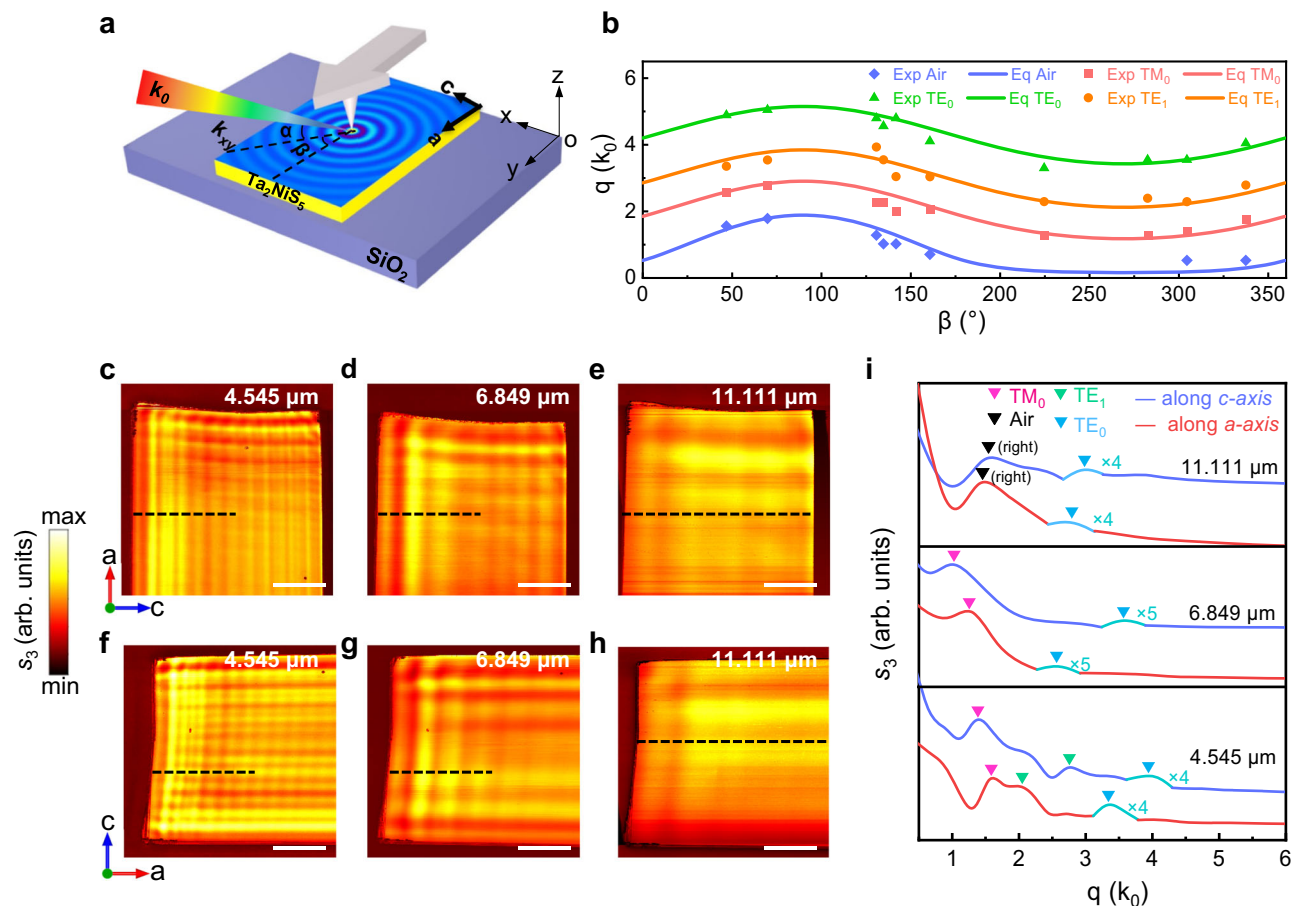 a
k₀
k_xy
α
β
c
a
z
x
o
y
Ta₂NiS₅
SiO₂
b
Exp Air Eq Air Exp TM₀ Eq TM₀
Exp TE₀ Eq TE₀ Exp TE₁ Eq TE₁
q (k₀)
6
4
2
0
0 50 100 150 200 250 300 350
β (°)
c
4.545 µm
d
6.849 µm
e
11.111 µm
max
min
s₃ (arb. units)
a
c
f
4.545 µm
g
6.849 µm
h
11.111 µm
c
a
i
TM₀ TE₁ along c-axis
Air TE₀ along a-axis
(right)
×4
11.111 µm
(right)
×4
6.849 µm
×5
×5
4.545 µm
×4
×4
s₃ (arb. units)
1 2 3 4 5 6
q (k₀)